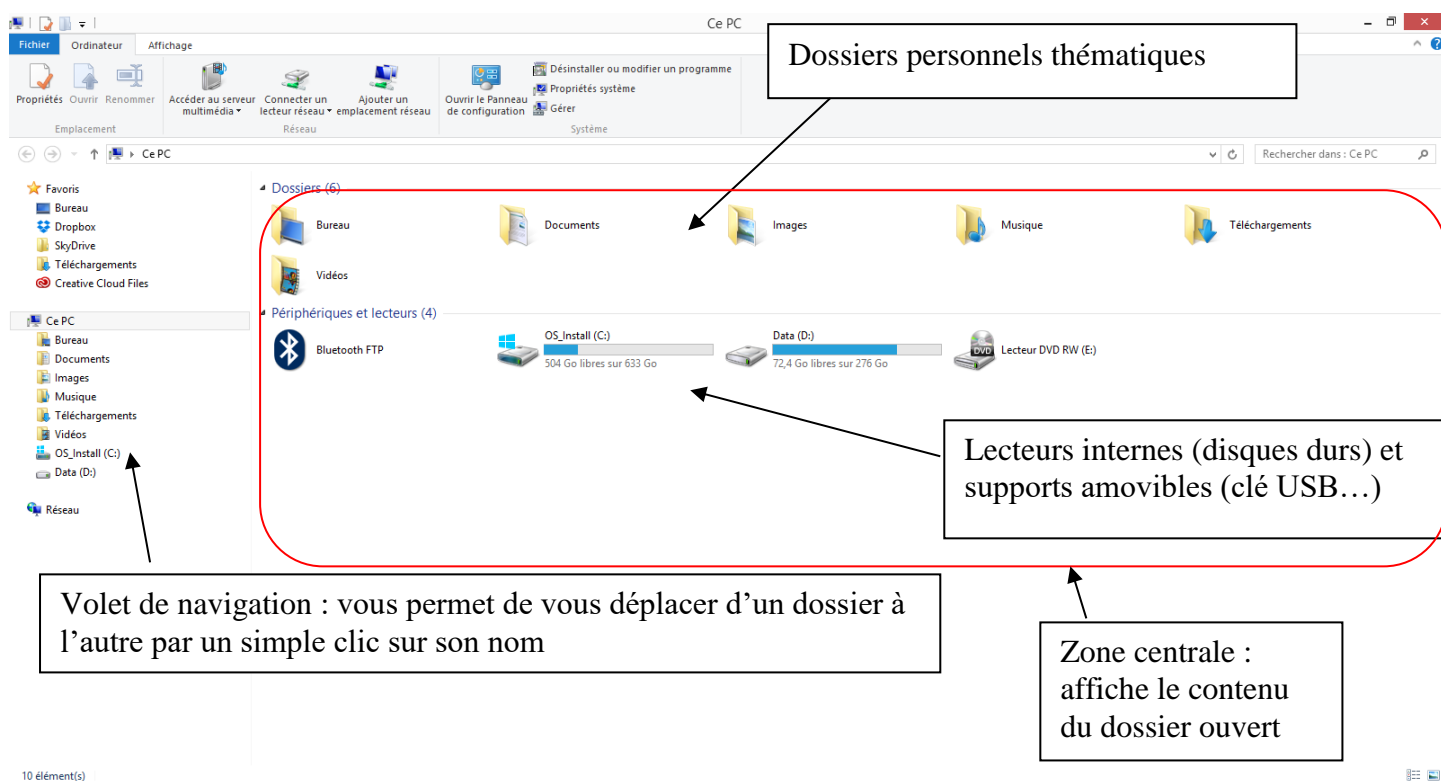 Ce PC
Fichier Ordinateur Affichage
Propriétés Ouvrir Renommer
Accéder au serveur
multimédia
Connecter un
lecteur réseau
Ajouter un
emplacement réseau
Ouvrir le Panneau
de configuration
Désinstaller ou modifier un programme
Propriétés système
Gérer
Emplacement Réseau Système
Dossiers personnels thématiques
Ce PC
Rechercher dans : Ce PC
Favoris
Bureau
Dropbox
SkyDrive
Téléchargements
Creative Cloud Files
Ce PC
Bureau
Documents
Images
Musique
Téléchargements
Vidéos
OS_Install (C:)
Data (D:)
Réseau
Dossiers (6)
Bureau
Documents
Images
Musique
Téléchargements
Vidéos
Périphériques et lecteurs (4)
Bluetooth FTP
OS_Install (C:)
504 Go libres sur 633 Go
Data (D:)
72,4 Go libres sur 276 Go
DVD
Lecteur DVD RW (E:)
Lecteurs internes (disques durs) et
supports amovibles (clé USB…)
Volet de navigation : vous permet de vous déplacer d’un dossier à
l’autre par un simple clic sur son nom
Zone centrale :
affiche le contenu
du dossier ouvert
10 élément(s)